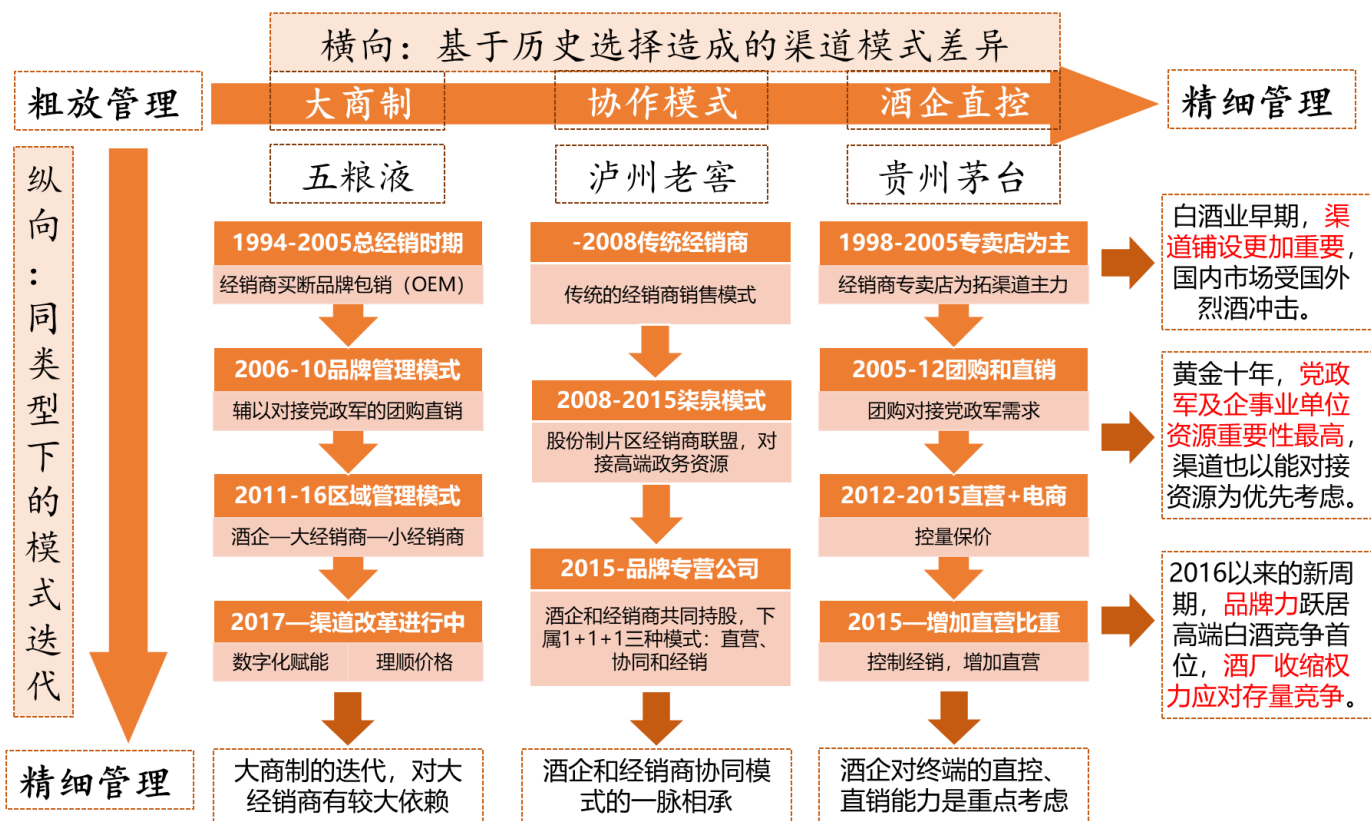 横向：基于历史选择造成的渠道模式差异
粗放管理
大商制
协作模式
酒企直控
精细管理
纵向：同类型下的模式迭代
五粮液
泸州老窖
贵州茅台
1994-2005总经销时期
经销商买断品牌包销（OEM）
2006-10品牌管理模式
辅以对接党政军的团购直销
2011-16区域管理模式
酒企—大经销商—小经销商
2017—渠道改革进行中
数字化赋能
理顺价格
大商制的迭代，对大
经销商有较大依赖
-2008传统经销商
传统的经销商销售模式
2008-2015柒泉模式
股份制片区经销商联盟，对
接高端政务资源
2015-品牌专营公司
酒企和经销商共同持股，下
属1+1+1三种模式：直营、
协同和经销
酒企和经销商协同模
式的一脉相承
1998-2005专卖店为主
经销商专卖店为拓渠道主力
2005-12团购和直销
团购对接党政军需求
2012-2015直营+电商
控量保价
2015—增加直营比重
控制经销，增加直营
酒企对终端的直控、
直销能力是重点考虑
白酒业早期，渠
道铺设更加重要，
国内市场受国外
烈酒冲击。
黄金十年，党政
军及企事业单位
资源重要性最高，
渠道也以能对接
资源为优先考虑。
2016以来的新周
期，品牌力跃居
高端白酒竞争首
位，酒厂收缩权
力应对存量竞争。
精细管理